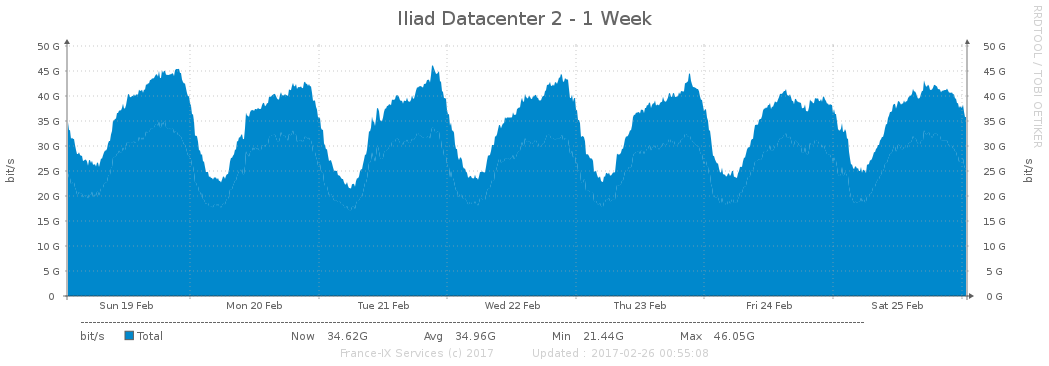 Iliad Datacenter 2 - 1 Week
RRDTOOL / TOBI OETIKER
bit/s
50 G
45 G
40 G
35 G
30 G
25 G
20 G
15 G
10 G
5 G
0
50 G
45 G
40 G
35 G
30 G
25 G
20 G
15 G
10 G
5 G
0 G
bit/s
Sun 19 Feb Mon 20 Feb Tue 21 Feb Wed 22 Feb Thu 23 Feb Fri 24 Feb Sat 25 Feb
bit/s Total Now 34.62G Avg 34.96G Min 21.44G Max 46.05G
France-IX Services (c) 2017 Updated : 2017-02-26 00:55:08